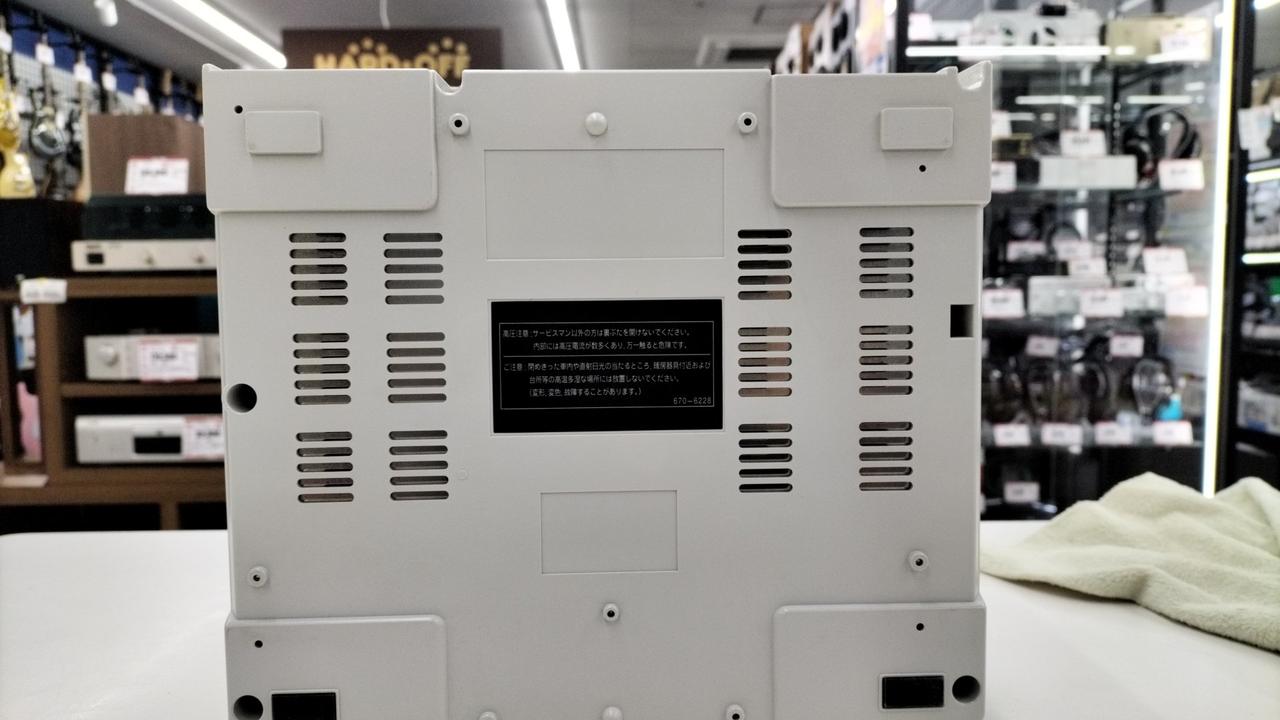 HARD・OFF
高圧注意：サービスマン以外の方は裏ぶたを開けないでください。
内部には高圧電流が数多くあり、万一触ると危険です。
ご注意：閉めきった車内や直射日光の当たるところ、暖房器具付近および
台所等の高温多湿な場所には放置しないでください。
（変形、変色、故障することがあります。）
670-6228